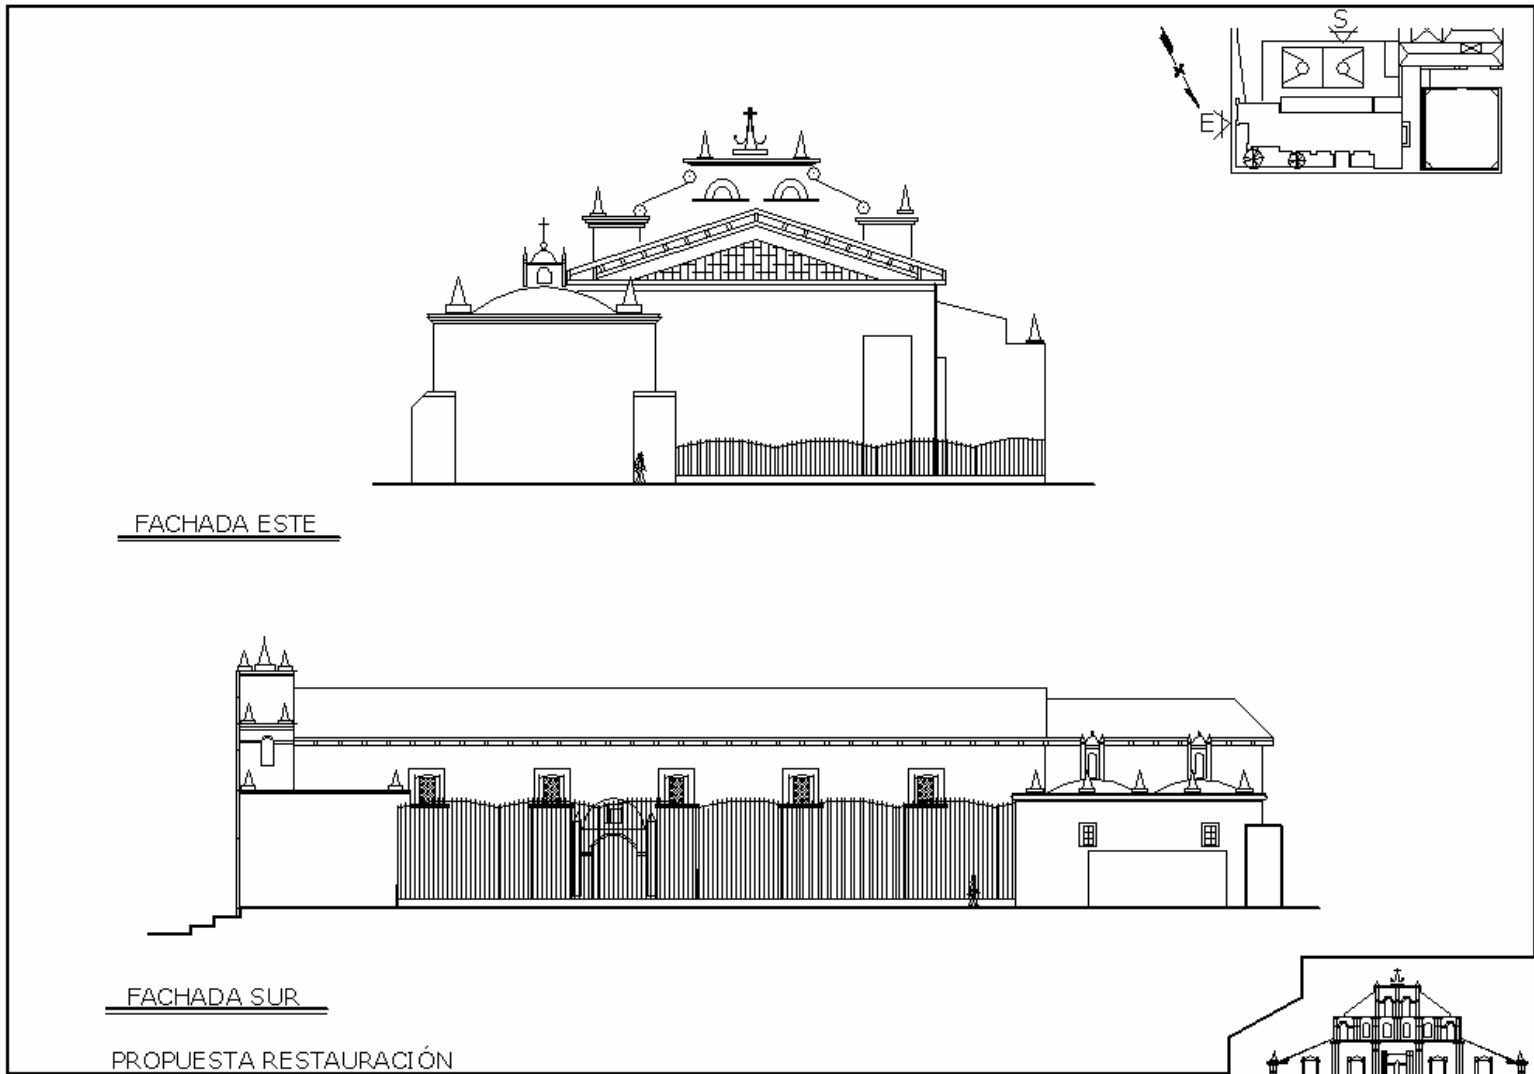 S
E
FACHADA ESTE
FACHADA SUR
PROPUESTA RESTAURACIÓN